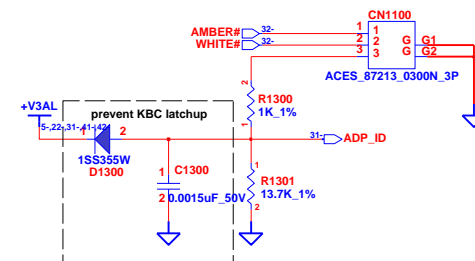 CN1100
AMBER# 32- 1 1 G G1
WHITE# 32- 2 2 G G2
3 3
ACES_87213_0300N_3P
2
R1300
1K_1%
1
+V3AL
prevent KBC latchup
5-,22-,31-,41-,42-
1 2
1SS355W
D1300
31- ADP_ID
1 C1300
2 0.0015uF_50V
1
R1301
13.7K_1%
2